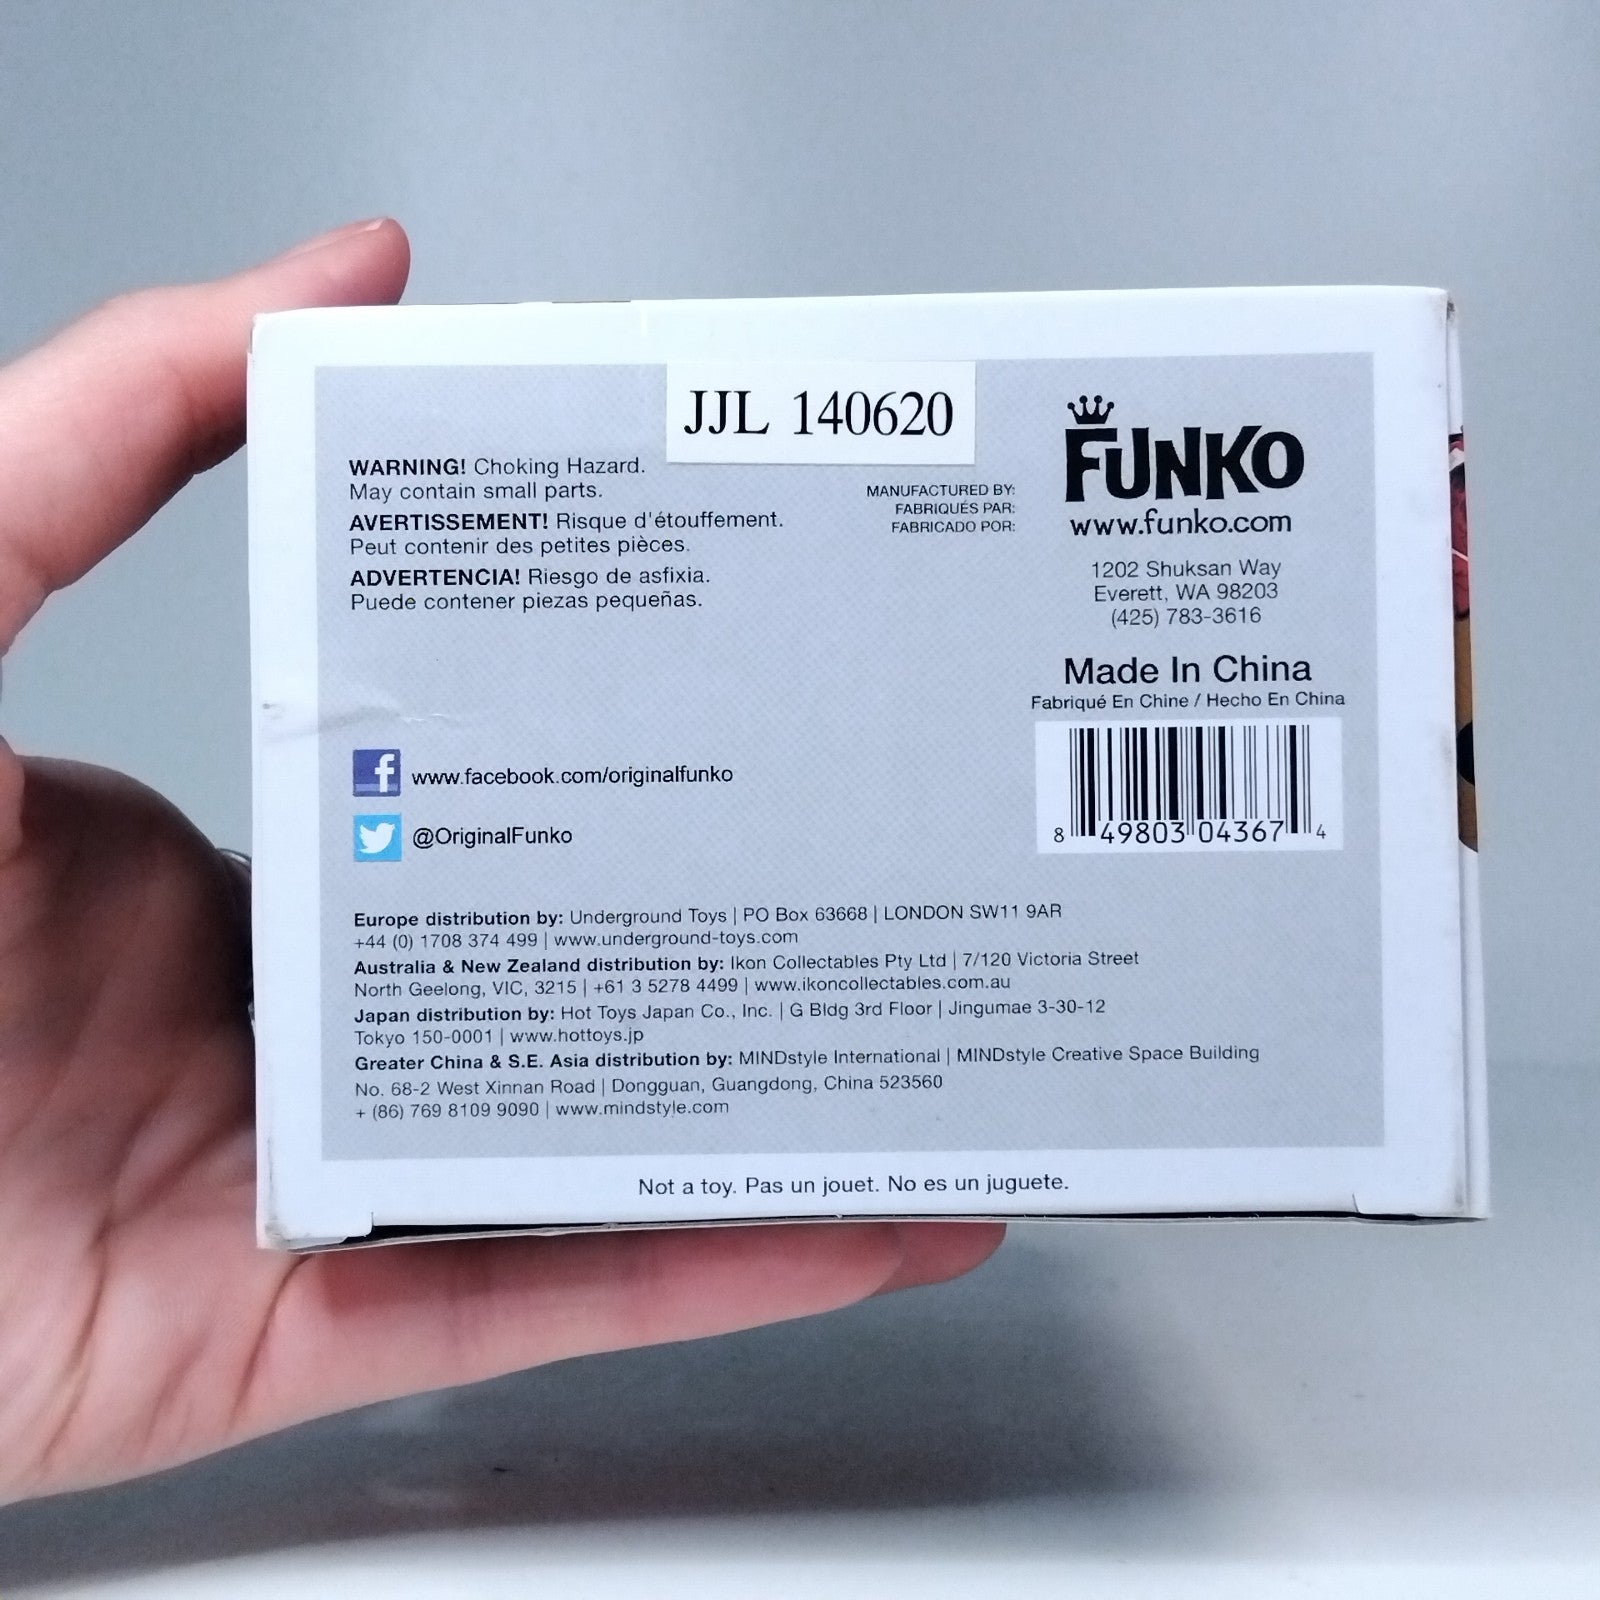 JJL 140620
WARNING! Choking Hazard.
May contain small parts.
AVERTISSEMENT! Risque d'étouffement.
Peut contenir des petites pièces.
ADVERTENCIA! Riesgo de asfixia.
Puede contener piezas pequeñas.
MANUFACTURED BY:
FABRIQUÉS PAR:
FABRICADO POR:
FUNKO
www.funko.com
1202 Shuksan Way
Everett, WA 98203
(425) 783-3616
Made In China
Fabriqué En Chine / Hecho En China
8 49803 04367 4
f www.facebook.com/originalfunko
@OriginalFunko
Europe distribution by: Underground Toys | PO Box 63668 | LONDON SW11 9AR
+44 (0) 1708 374 499 | www.underground-toys.com
Australia & New Zealand distribution by: Ikon Collectables Pty Ltd | 7/120 Victoria Street
North Geelong, VIC, 3215 | +61 3 5278 4499 | www.ikoncollectables.com.au
Japan distribution by: Hot Toys Japan Co., Inc. | G Bldg 3rd Floor | Jingumae 3-30-12
Tokyo 150-0001 | www.hottoys.jp
Greater China & S.E. Asia distribution by: MINDstyle International | MINDstyle Creative Space Building
No. 68-2 West Xinnan Road | Dongguan, Guangdong, China 523560
+ (86) 769 8109 9090 | www.mindstyle.com
Not a toy. Pas un jouet. No es un juguete.